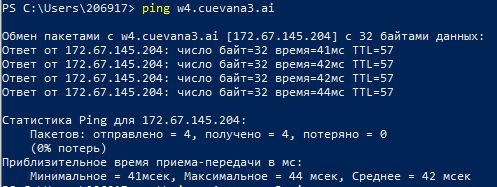 PS C:\Users\206917> ping w4.cuevana3.ai
Обмен пакетами с w4.cuevana3.ai [172.67.145.204] с 32 байтами данных:
Ответ от 172.67.145.204: число байт=32 время=41мс TTL=57
Ответ от 172.67.145.204: число байт=32 время=42мс TTL=57
Ответ от 172.67.145.204: число байт=32 время=42мс TTL=57
Ответ от 172.67.145.204: число байт=32 время=44мс TTL=57
Статистика Ping для 172.67.145.204:
Пакетов: отправлено = 4, получено = 4, потеряно = 0
(0% потерь)
Приблизительное время приема-передачи в мс:
Минимальное = 41мсек, Максимальное = 44 мсек, Среднее = 42 мсек